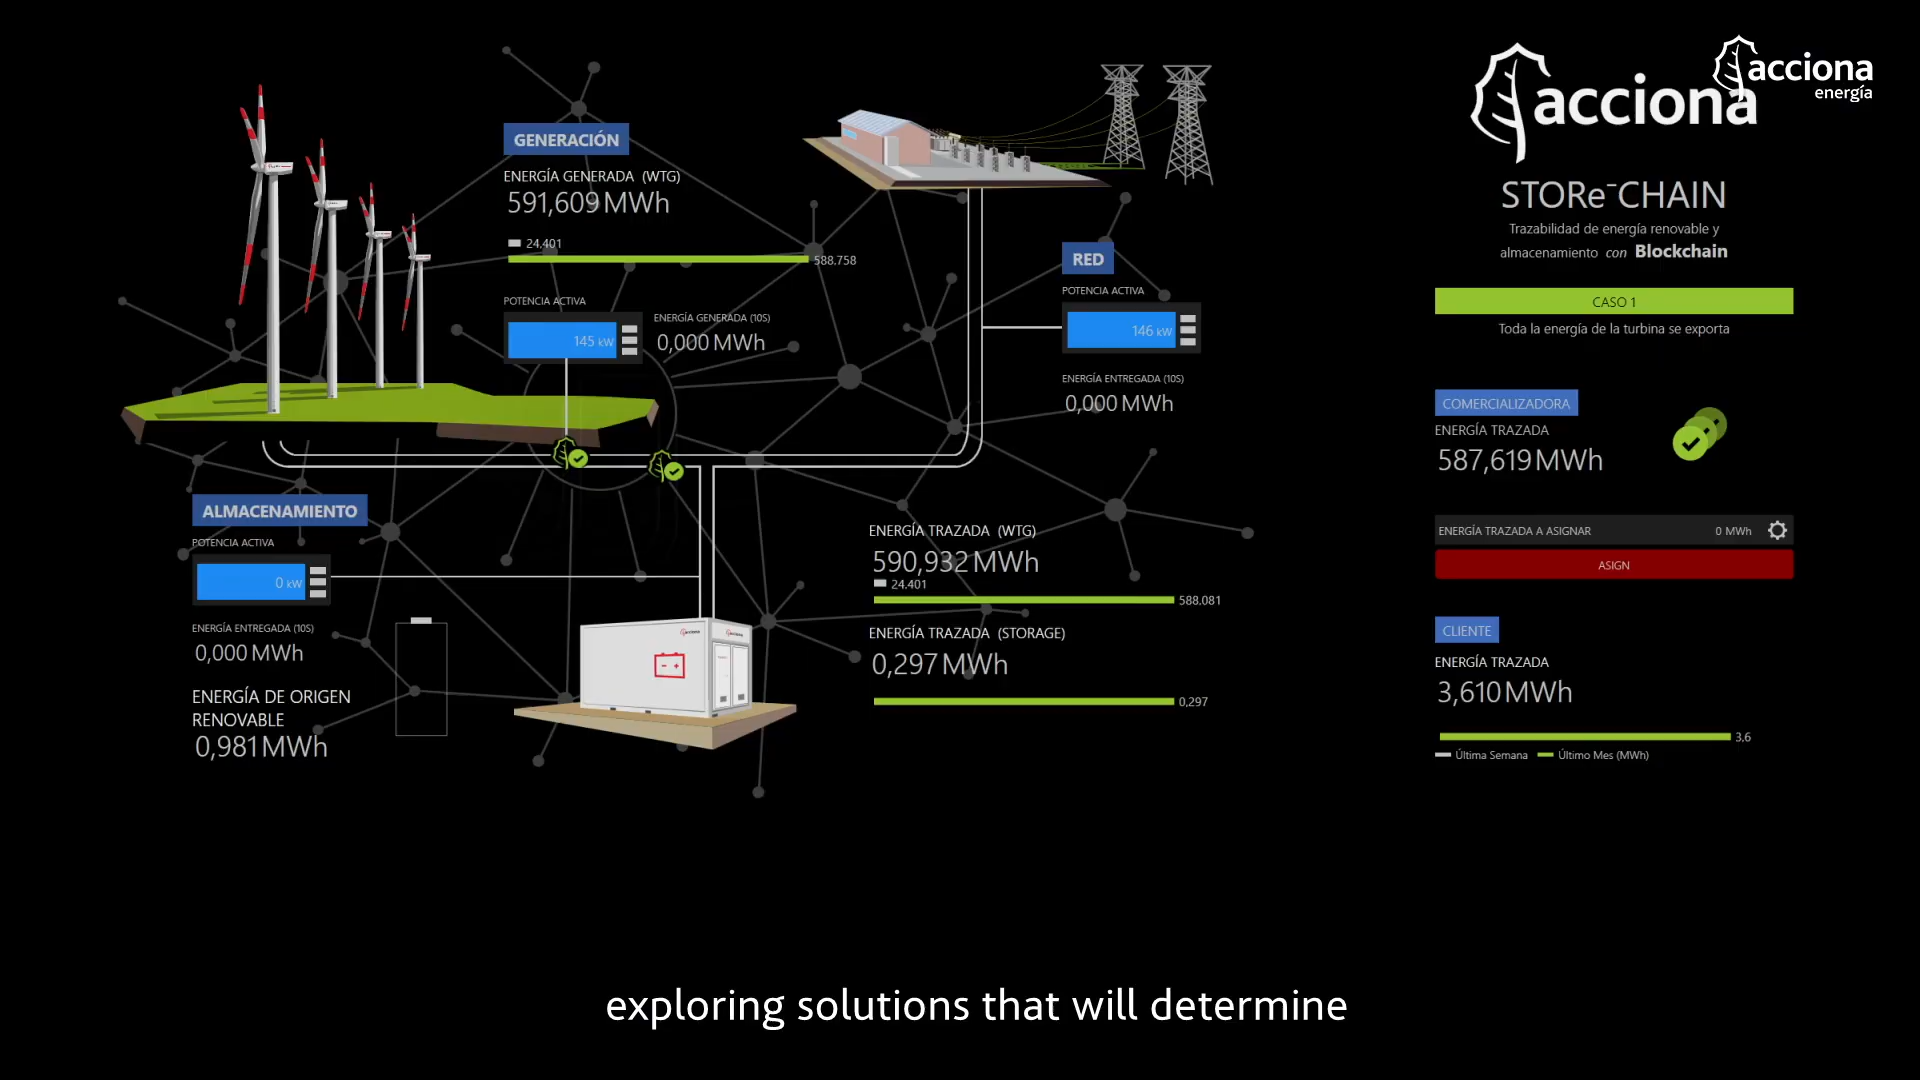 GENERACIÓN
ENERGÍA GENERADA (WTG)
591,609 MWh
24.401
588.758
POTENCIA ACTIVA
145 kW
ENERGÍA GENERADA (10S)
0,000 MWh
RED
POTENCIA ACTIVA
146 kW
ENERGÍA ENTREGADA (10S)
0,000 MWh
ALMACENAMIENTO
POTENCIA ACTIVA
0 kW
ENERGÍA ENTREGADA (10S)
0,000 MWh
ENERGÍA DE ORIGEN
RENOVABLE
0,981 MWh
acciona
acciona
ENERGÍA TRAZADA (WTG)
590,932 MWh
24.401
588.081
ENERGÍA TRAZADA (STORAGE)
0,297 MWh
0,297
acciona
acciona
energía
STORe-CHAIN
Trazabilidad de energía renovable y
almacenamiento con Blockchain
CASO 1
Toda la energía de la turbina se exporta
COMERCIALIZADORA
ENERGÍA TRAZADA
587,619 MWh
ENERGÍA TRAZADA A ASIGNAR 0 MWh
ASIGN
CLIENTE
ENERGÍA TRAZADA
3,610 MWh
3,6
Última Semana Último Mes (MWh)
exploring solutions that will determine